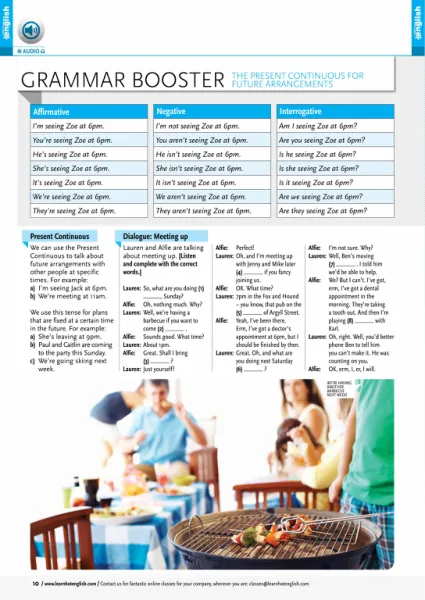 english
english
AUDIO
GRAMMAR BOOSTER
THE PRESENT CONTINUOUS FOR
FUTURE ARRANGEMENTS
Affirmative
I'm seeing Zoe at 6pm.
You're seeing Zoe at 6pm.
He's seeing Zoe at 6pm.
She's seeing Zoe at 6pm.
It's seeing Zoe at 6pm.
We're seeing Zoe at 6pm.
They're seeing Zoe at 6pm.
Negative
I'm not seeing Zoe at 6pm.
You aren't seeing Zoe at 6pm.
He isn't seeing Zoe at 6pm.
She isn't seeing Zoe at 6pm.
It isn't seeing Zoe at 6pm.
We aren't seeing Zoe at 6pm.
They aren't seeing Zoe at 6pm.
Interrogative
Am I seeing Zoe at 6pm?
Are you seeing Zoe at 6pm?
Is he seeing Zoe at 6pm?
Is she seeing Zoe at 6pm?
Is it seeing Zoe at 6pm?
Are we seeing Zoe at 6pm?
Are they seeing Zoe at 6pm?
Present Continuous
We can use the Present
Continuous to talk about
future arrangements with
other people at specific
times. For example:
a) I'm seeing Jack at 6pm.
b) We're meeting at 11am.
We use this tense for plans
that are fixed at a certain time
in the future. For example:
a) She's leaving at 9pm.
b) Paul and Caitlin are coming
to the party this Sunday.
c) We're going skiing next
week.
Dialogue: Meeting up
Lauren and Alfie are talking
about meeting up. [Listen
and complete with the correct
words.]
Lauren: So, what are you doing (1)
______ Sunday?
Alfie: Oh, nothing much. Why?
Lauren: Well, we're having a
barbecue if you want to
come (2) ______ .
Alfie: Sounds good. What time?
Lauren: About 1pm.
Alfie: Great. Shall I bring
(3) ______ ?
Lauren: Just yourself!
Alfie: Perfect!
Lauren: Oh, and I'm meeting up
with Jenny and Mike later
(4) ______ if you fancy
joining us.
Alfie: OK. What time?
Lauren: 7pm in the Fox and Hound
– you know, that pub on the
(5) ______ of Argyll Street.
Alfie: Yeah, I've been there.
Erm, I've got a doctor's
appointment at 6pm, but I
should be finished by then.
Lauren: Great. Oh, and what are
you doing next Saturday
(6) ______ ?
Alfie: I'm not sure. Why?
Lauren: Well, Ben's moving
(7) ______ . I told him
we'd be able to help.
Alfie: We? But I can't. I've got,
erm, I've got a dental
appointment in the
morning. They're taking
a tooth out. And then I'm
playing (8) ______ with
Karl.
Lauren: Oh, right. Well, you'd better
phone Ben to tell him
you can't make it. He was
counting on you.
Alfie: OK, erm, I, er, I will.
WE'RE HAVING
ANOTHER
BARBECUE
NEXT WEEK!
10 / www.learnhotenglish.com / Contact us for fantastic online classes for your company, wherever you are: classes@learnhotenglish.com